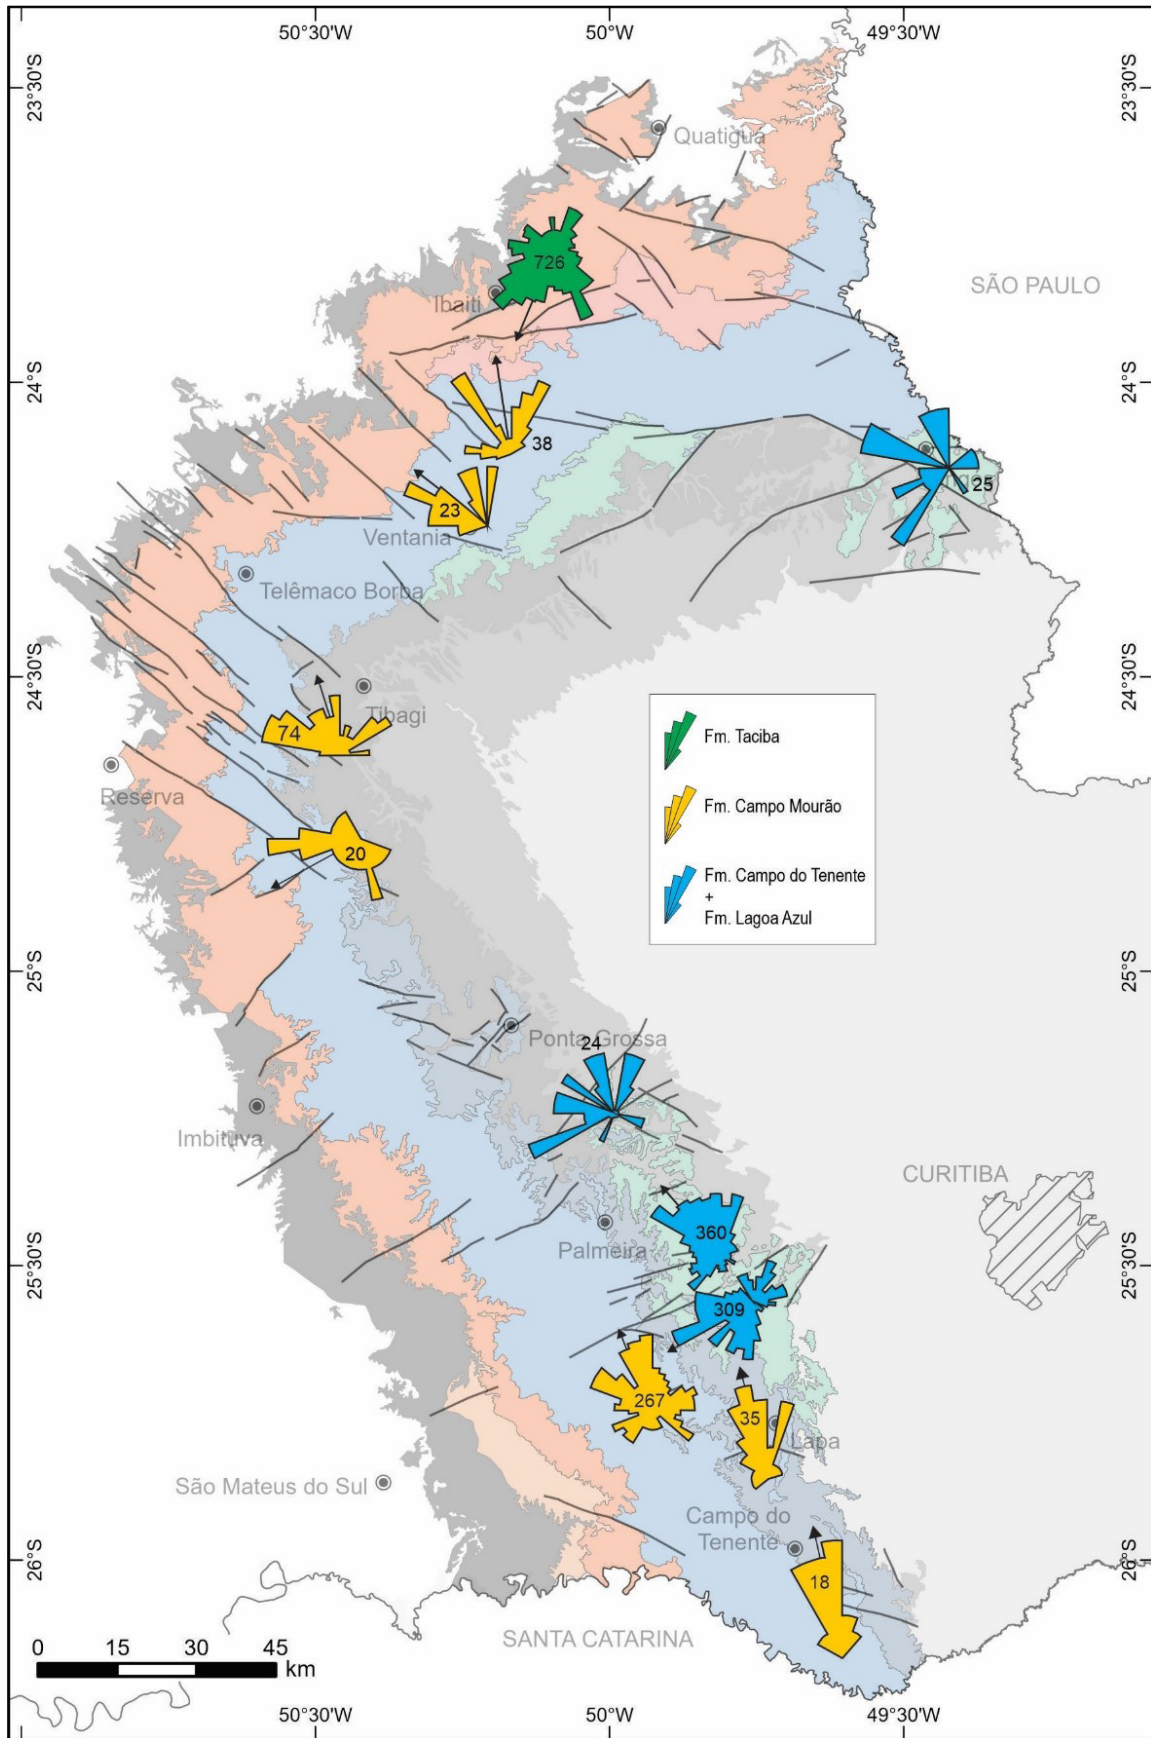 50°30'W
50°W
49°30'W
23°30'S
23°30'S
Quatigua
726
SÃO PAULO
Ibaiti
24°S
24°S
38
25
23
Ventania
Telêmaco Borba
24°30'S
24°30'S
Tibagi
74
Fm. Taciba
Reserva
Fm. Campo Mourão
20
Fm. Campo do Tenente
+
Fm. Lagoa Azul
25°S
25°S
Ponta Grossa
24
Imbituva
CURITIBA
360
Palmeira
25°30'S
25°30'S
309
267
35
Lapa
São Mateus do Sul
Campo do
Tenente
26°S
26°S
18
SANTA CATARINA
0 15 30 45
km
50°30'W
50°W
49°30'W